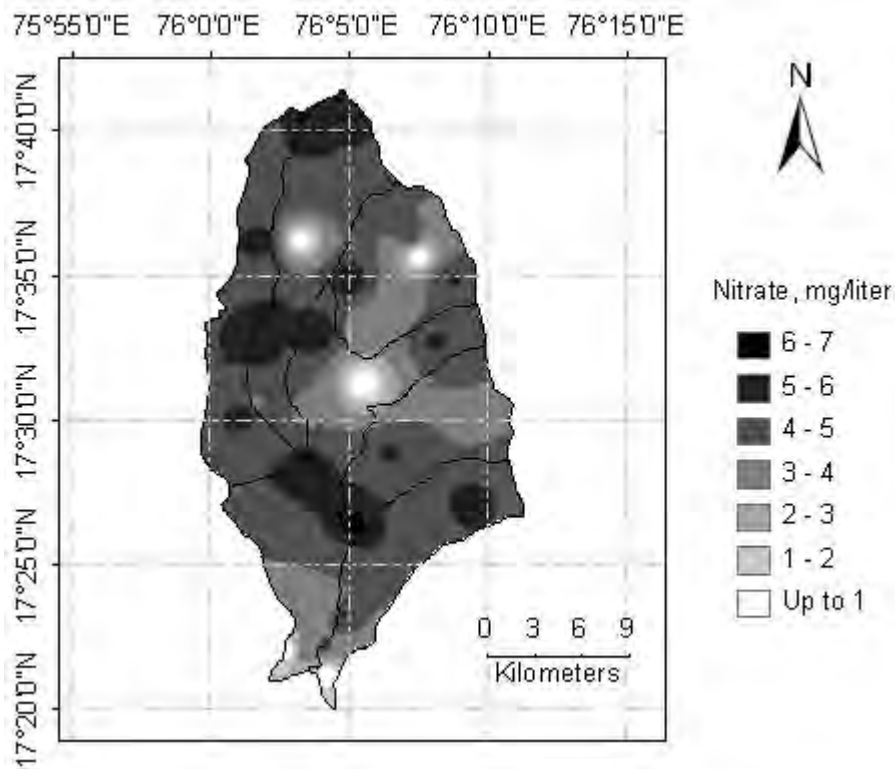 75°55'0"E 76°0'0"E 76°5'0"E 76°10'0"E 76°15'0"E
N
17°40'0"N
17°35'0"N
17°30'0"N
17°25'0"N
17°20'0"N
Nitrate, mg/liter
6 - 7
5 - 6
4 - 5
3 - 4
2 - 3
1 - 2
Up to 1
0 3 6 9
Kilometers